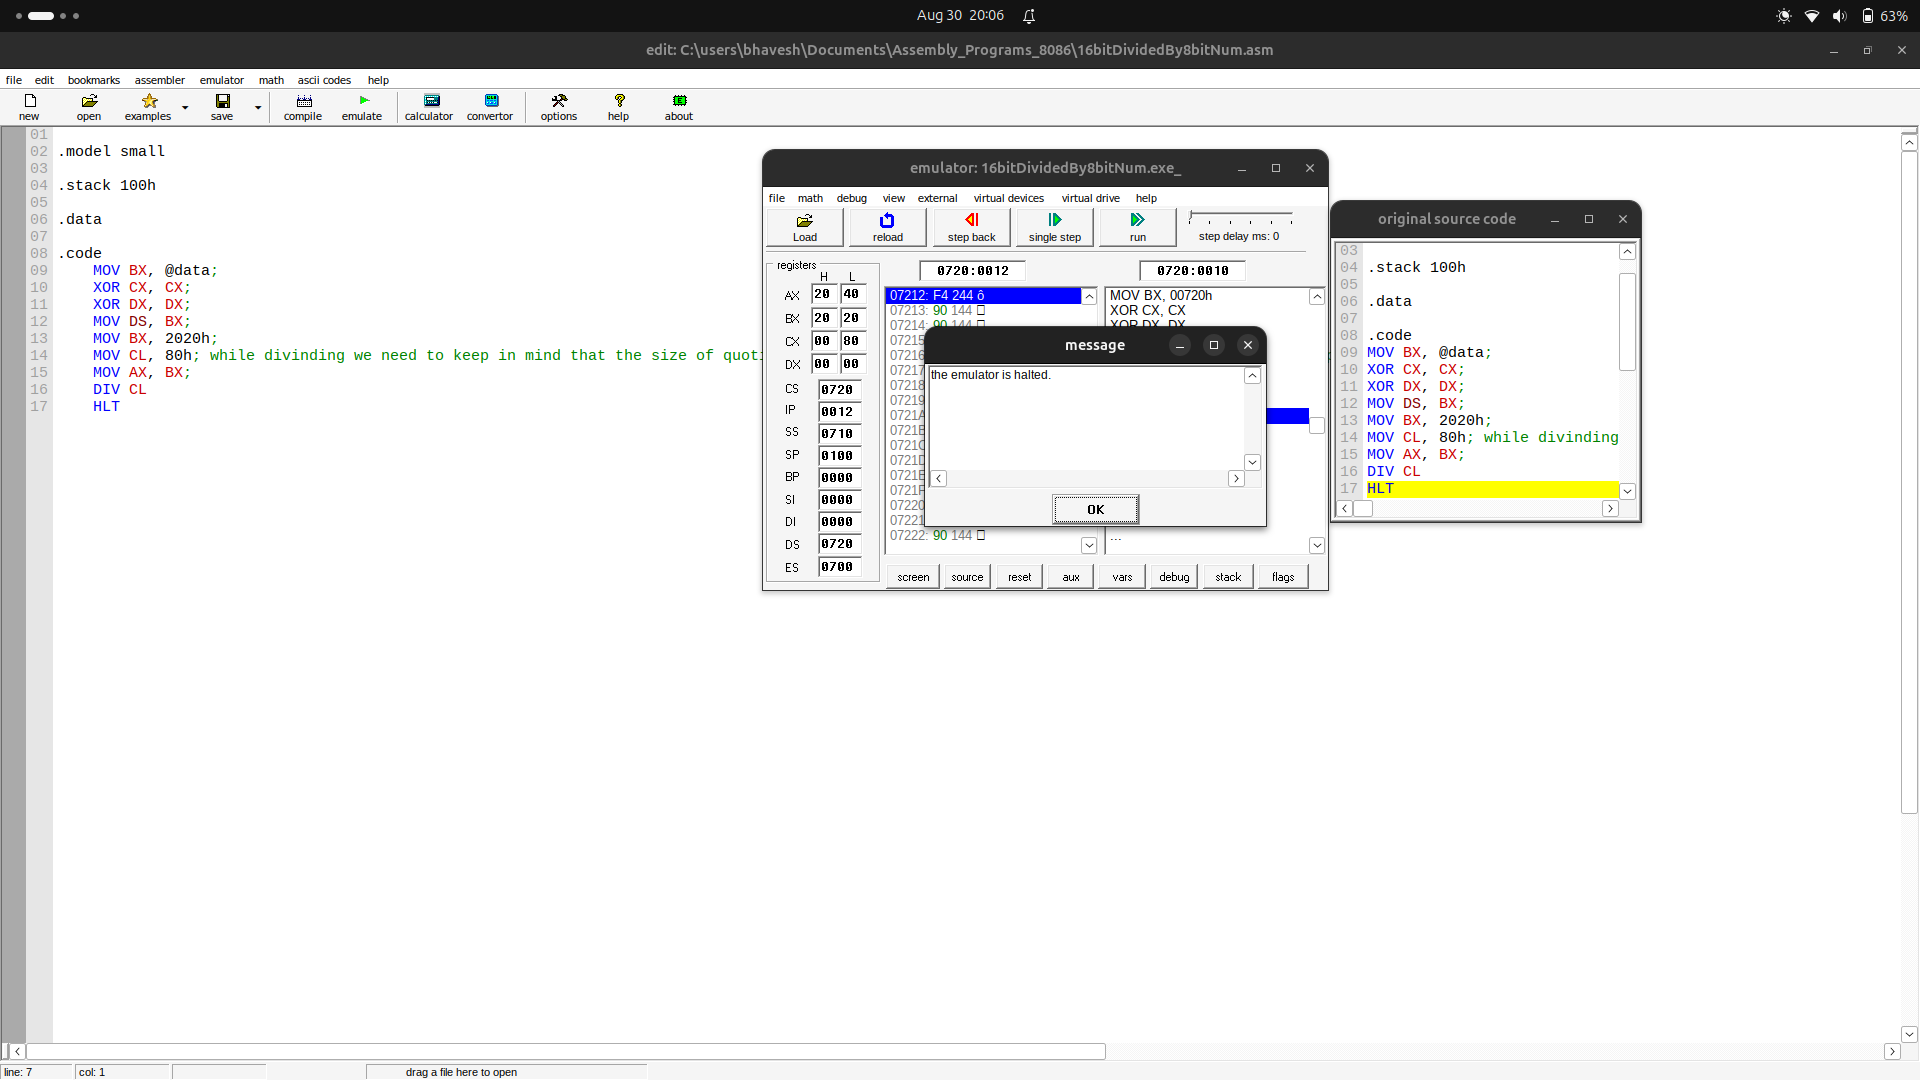 Aug 30 20:06
63%
edit: C:\users\bhavesh\Documents\Assembly_Programs_8086\16bitDividedBy8bitNum.asm
file edit bookmarks assembler emulator math ascii codes help
new open examples save compile emulate calculator convertor options help about
01
02 .model small
03
04 .stack 100h
05
06 .data
07
08 .code
09 MOV BX, @data;
10 XOR CX, CX;
11 XOR DX, DX;
12 MOV DS, BX;
13 MOV BX, 2020h;
14 MOV CL, 80h; while divinding we need to keep in mind that the size of quoti
15 MOV AX, BX;
16 DIV CL
17 HLT
emulator: 16bitDividedBy8bitNum.exe_
file math debug view external virtual devices virtual drive help
Load reload step back single step run step delay ms: 0
registers
H L
AX 20 40
BX 20 20
CX 00 80
DX 00 00
CS 0720
IP 0012
SS 0710
SP 0100
BP 0000
SI 0000
DI 0000
DS 0720
ES 0700
0720:0012
0720:0010
07212: F4 244 ô
07213: 90 144
07214: 90 144
07215
07216
07217
07218
07219
0721A
0721B
0721C
0721D
0721E
0721F
07220
07221
07222: 90 144
MOV BX, 00720h
XOR CX, CX
XOR DX, DX
...
screen source reset aux vars debug stack flags
message
the emulator is halted.
OK
original source code
03
04 .stack 100h
05
06 .data
07
08 .code
09 MOV BX, @data;
10 XOR CX, CX;
11 XOR DX, DX;
12 MOV DS, BX;
13 MOV BX, 2020h;
14 MOV CL, 80h; while divinding
15 MOV AX, BX;
16 DIV CL
17 HLT
line: 7
col: 1
drag a file here to open